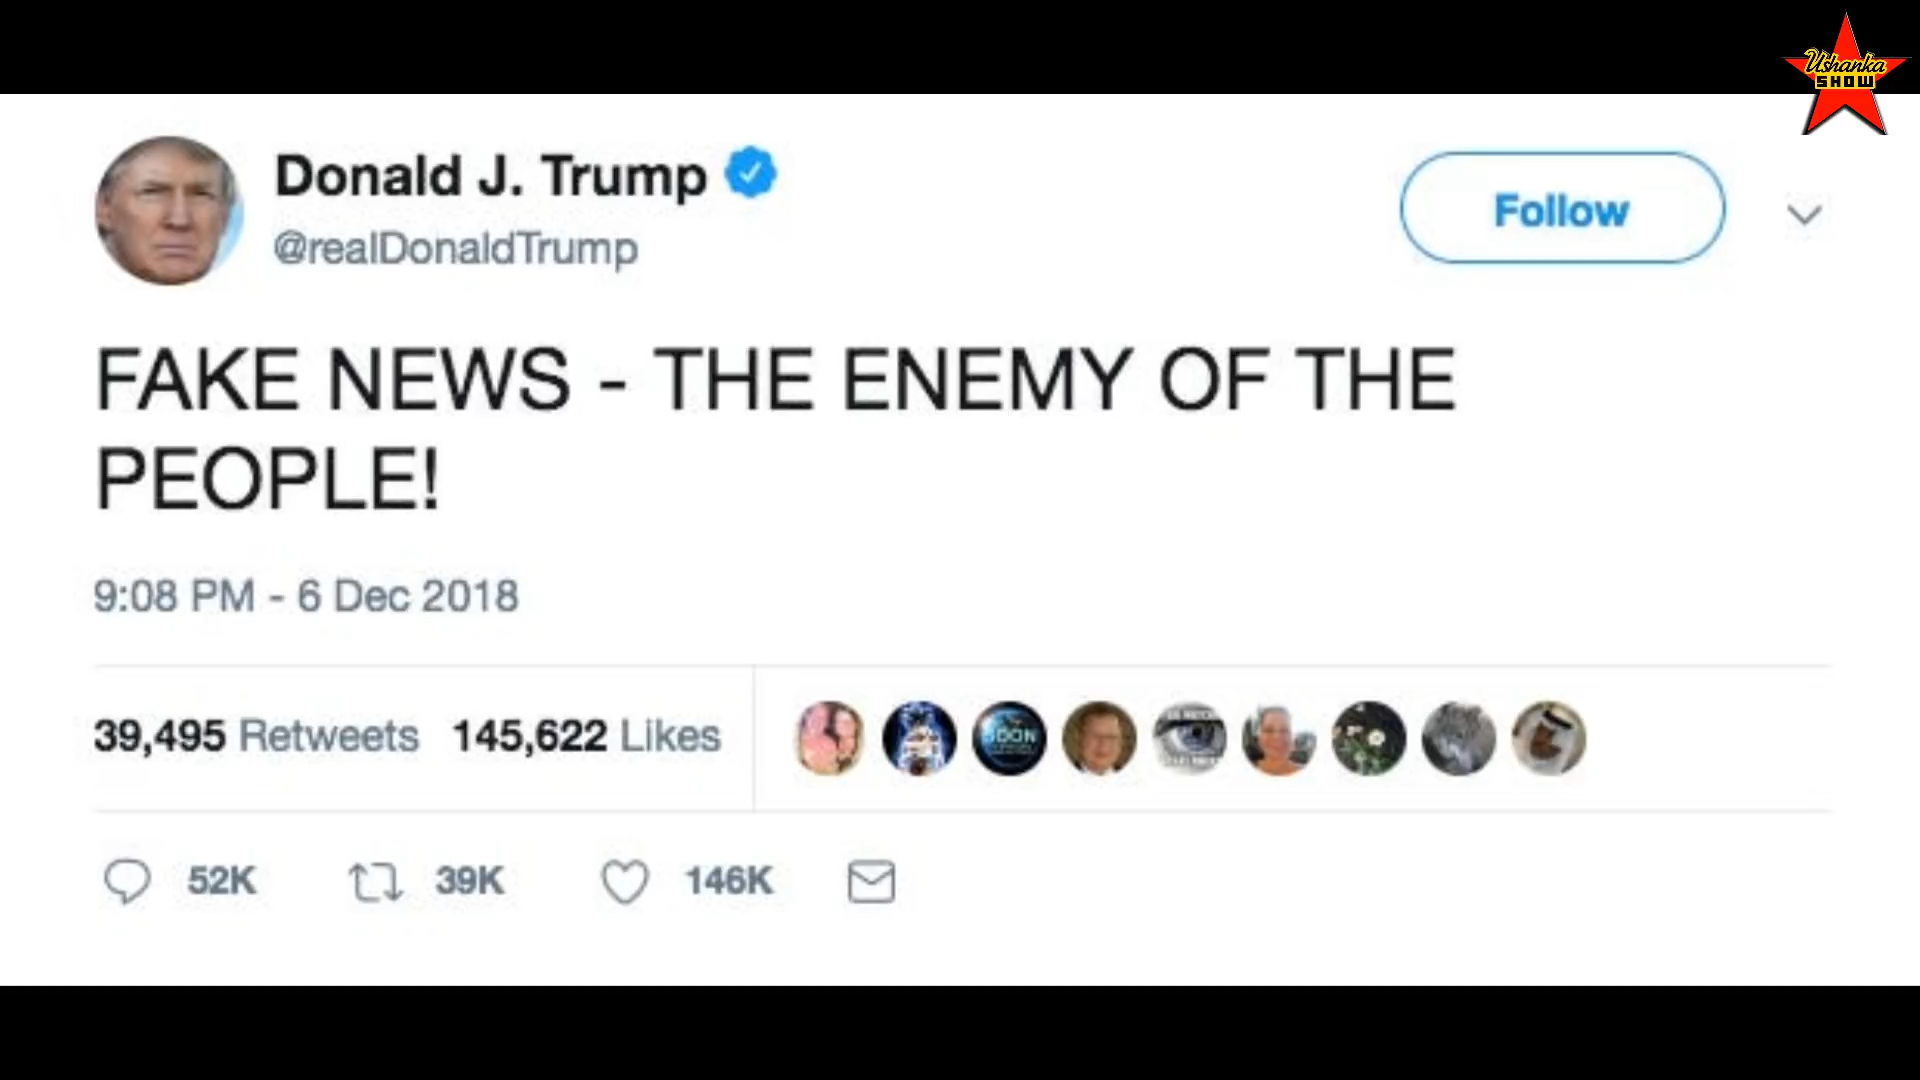 Ushanka
SHOW
Donald J. Trump
@realDonaldTrump
Follow
FAKE NEWS - THE ENEMY OF THE
PEOPLE!
9:08 PM - 6 Dec 2018
39,495 Retweets 145,622 Likes
SOON
52K 39K 146K